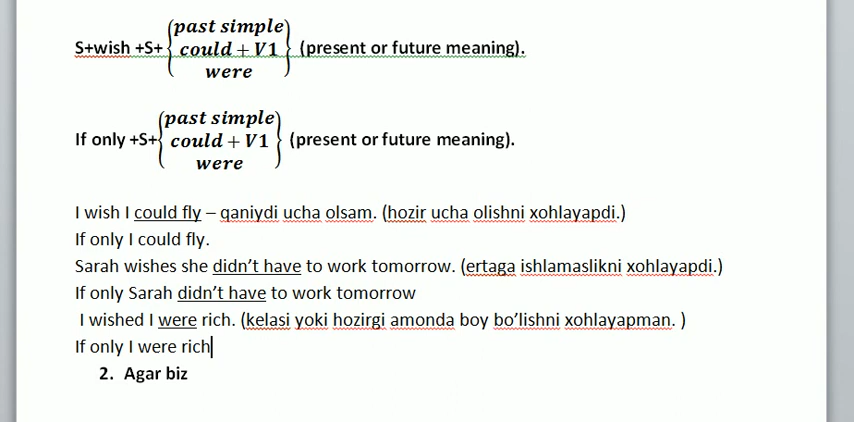 S+wish +S+ { past simple
could + V1
were } (present or future meaning).
If only +S+ { past simple
could + V1
were } (present or future meaning).
I wish I could fly – qaniydi ucha olsam. (hozir ucha olishni xohlayapdi.)
If only I could fly.
Sarah wishes she didn’t have to work tomorrow. (ertaga ishlamaslikni xohlayapdi.)
If only Sarah didn’t have to work tomorrow
I wished I were rich. (kelasi yoki hozirgi amonda boy bo’lishni xohlayapman. )
If only I were rich
2. Agar biz